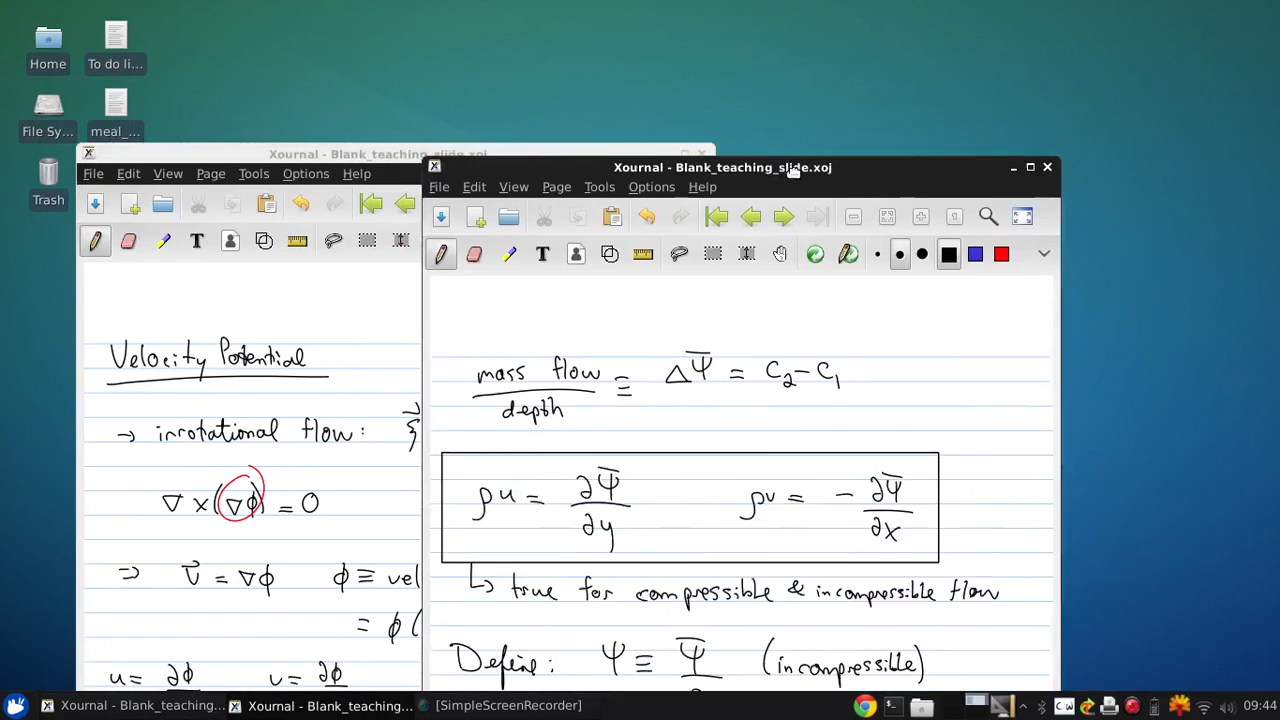 Home
To do li...
File Sy...
meal_...
Trash
Xournal - Blank_teaching_slide.xoj
File Edit View Page Tools Options Help
Velocity Potential
→ irrotational flow: ξ⃗
∇ × (∇ϕ) = 0
⇒ V⃗ = ∇ϕ ϕ ≡ vel
= ϕ (
u = ∂ϕ v = ∂ϕ
Xournal - Blank_teaching_slide.xoj
File Edit View Page Tools Options Help
T
T
mass flow / depth ≡ ΔΨ̅ = C₂ - C₁
ρu = ∂Ψ̅/∂y ρv = - ∂Ψ̅/∂x
↳ true for compressible & incompressible flow
Define: Ψ ≡ Ψ̅ (incompressible)
Xournal - Blank_teaching...
Xournal - Blank_teaching...
[SimpleScreenRecorder]
CW
09:44